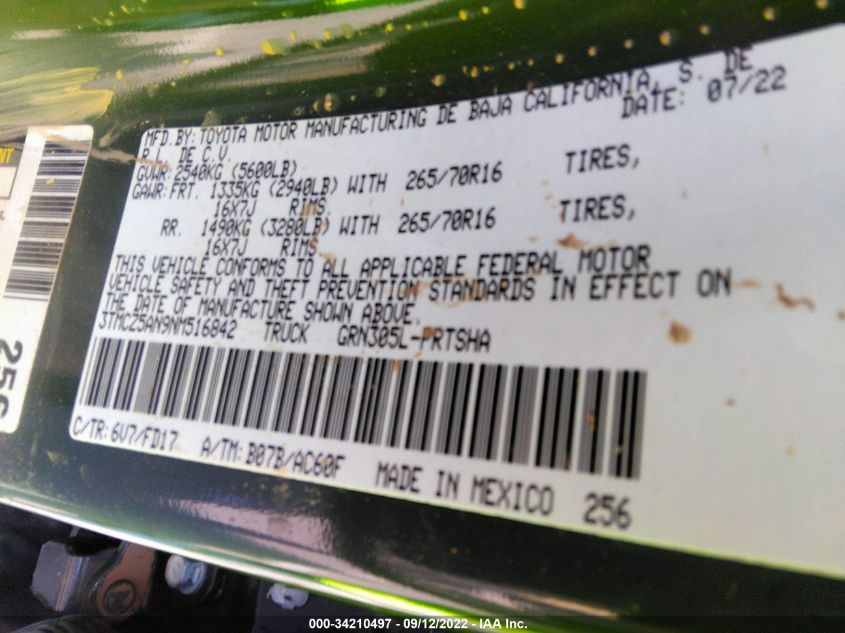 MFD. BY: TOYOTA MOTOR MANUFACTURING DE BAJA CALIFORNIA, S. DE
R. L. DE C.V. DATE: 07/22
GVWR: 2540KG (5600LB)
GAWR: FRT. 1335KG (2940LB) WITH 265/70R16 TIRES,
16X7J RIMS.
RR. 1490KG (3280LB) WITH 265/70R16 TIRES,
16X7J RIMS
THIS VEHICLE CONFORMS TO ALL APPLICABLE FEDERAL MOTOR
VEHICLE SAFETY AND THEFT PREVENTION STANDARDS IN EFFECT ON
THE DATE OF MANUFACTURE SHOWN ABOVE.
3TMCZ5AN9NM516842 TRUCK GRN305L-PRTSHA
C/TR: 6V7/FD17 A/TM: B07B/AC60F MADE IN MEXICO 256
256
000-34210497 - 09/12/2022 - IAA Inc.